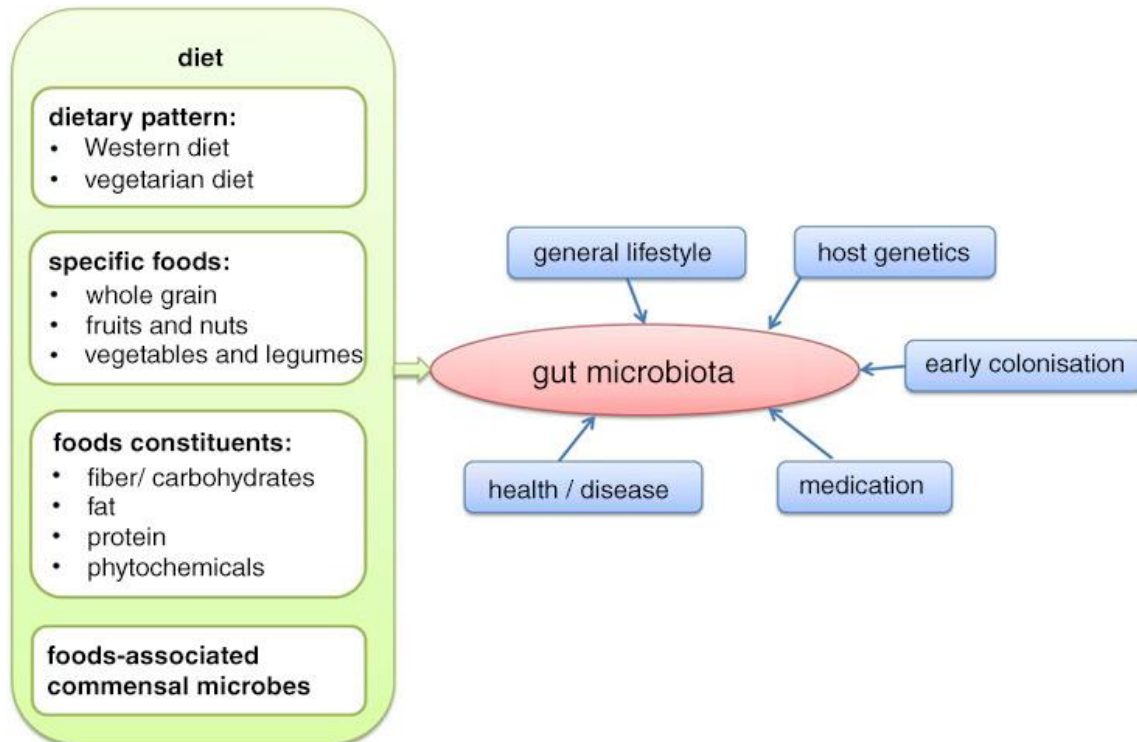 diet
dietary pattern:
• Western diet
• vegetarian diet
specific foods:
• whole grain
• fruits and nuts
• vegetables and legumes
foods constituents:
• fiber/ carbohydrates
• fat
• protein
• phytochemicals
foods-associated
commensal microbes
general lifestyle
host genetics
gut microbiota
early colonisation
health / disease
medication